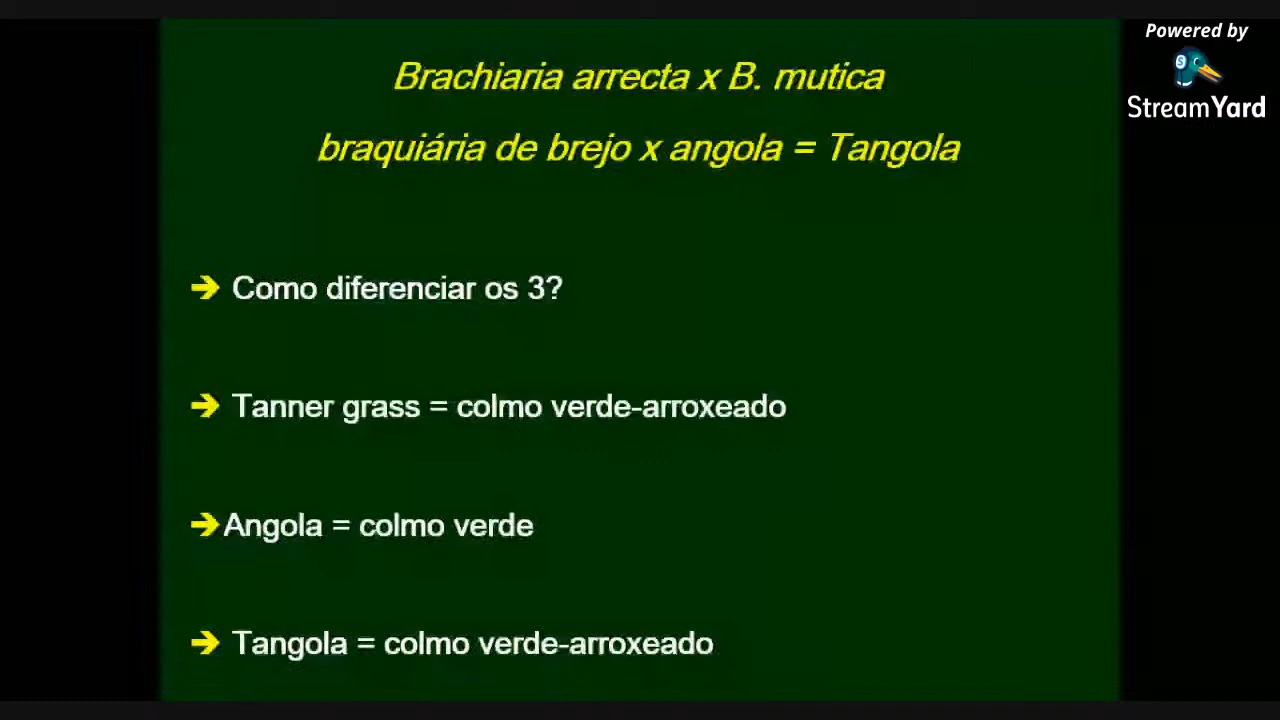 Powered by
StreamYard
Brachiaria arrecta x B. mutica
braquiária de brejo x angola = Tangola
➔ Como diferenciar os 3?
➔ Tanner grass = colmo verde-arroxeado
➔Angola = colmo verde
➔ Tangola = colmo verde-arroxeado